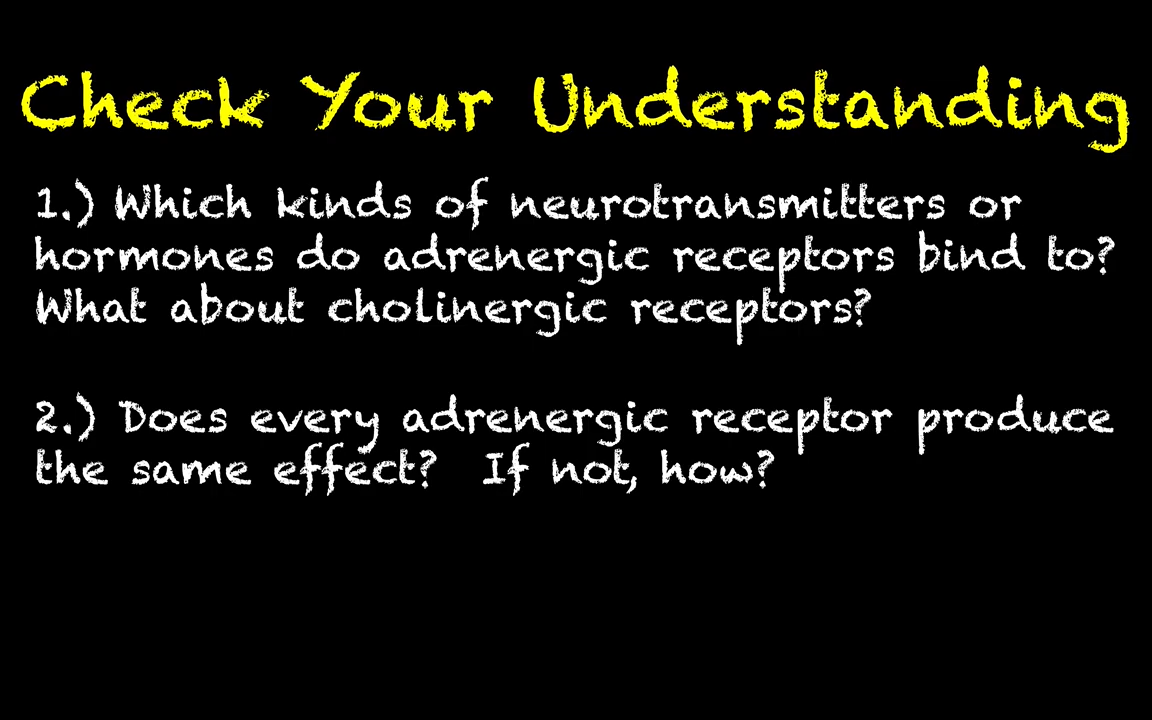 Check Your Understanding
1.) Which kinds of neurotransmitters or
hormones do adrenergic receptors bind to?
What about cholinergic receptors?
2.) Does every adrenergic receptor produce
the same effect? If not, how?